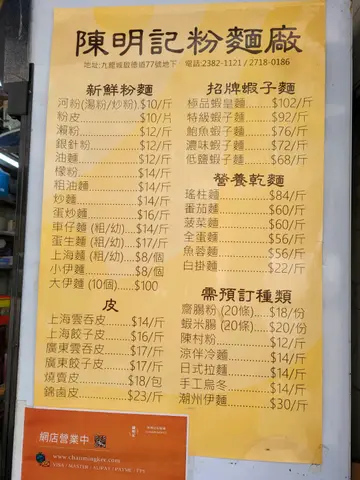 陳明記粉麵廠
地址:九龍城衙前塱道77號地下 電話:2382-1121 / 2718-0186
新鮮粉麵
河粉(湯粉/炒粉).$10/斤
粉皮.................$10/片
瀨粉.................$12/斤
銀針粉..............$12/斤
油麵.................$12/斤
檬粉.................$14/斤
粗油麵..............$14/斤
炒麵.................$14/斤
蛋炒麵..............$16/斤
車仔麵 (粗/幼)....$14/斤
蛋生麵 (粗/幼)....$17/斤
上海麵 (粗/幼)....$8/個
小伊麵..............$8/個
大伊麵 (10個)....$100
皮
上海雲吞皮.......$14/斤
上海餃子皮.......$16/斤
廣東雲吞皮.......$17/斤
廣東餃子皮.......$17/斤
燒賣皮..............$18/包
錦鹵皮..............$23/斤
招牌蝦子麵
極品蝦皇麵........$102/斤
特級蝦子麵........$92/斤
鮑魚蝦子麵........$76/斤
濃味蝦子麵........$72/斤
低鹽蝦子麵........$68/斤
營養乾麵
瑤柱麵..............$84/斤
番茄麵..............$60/斤
菠菜麵..............$60/斤
全蛋麵..............$56/斤
魚蓉麵..............$56/斤
白掛麵..............$22/斤
需預訂種類
齋腸粉 (20條)....$18/份
蝦米腸 (20條)....$20/份
陳村粉..............$12/斤
涼伴冷麵...........$14/斤
日式拉麵...........$14/斤
手工烏冬...........$14/斤
潮州伊麵...........$30/斤
網店營業中
www.chanmingkee.com
VISA / MASTER / ALIPAY / PAYME / FPS